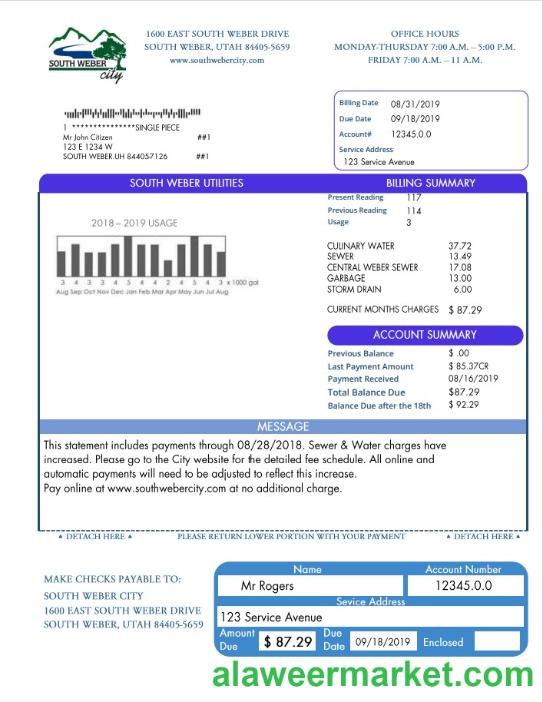 SOUTH WEBER
city
1600 EAST SOUTH WEBER DRIVE
SOUTH WEBER, UTAH 84405-5659
www.southwebercity.com
OFFICE HOURS
MONDAY-THURSDAY 7:00 A.M. – 5:00 P.M.
FRIDAY 7:00 A.M. – 11 A.M.
1 ***************SINGLE PIECE
Mr John Citizen ##1
123 E 1234 W
SOUTH WEBER.UH 844057126 ##1
Billing Date 08/31/2019
Due Date 09/18/2019
Account# 12345.0.0
Service Address
123 Service Avenue
SOUTH WEBER UTILITIES
2018 – 2019 USAGE
3 4 3 3 4 5 4 4 2 4 5 4 3 x 1000 gal
Aug Sep Oct Nov Dec Jan Feb Mar Apr May Jun Jul Aug
BILLING SUMMARY
Present Reading 117
Previous Reading 114
Usage 3
CULINARY WATER 37.72
SEWER 13.49
CENTRAL WEBER SEWER 17.08
GARBAGE 13.00
STORM DRAIN 6.00
CURRENT MONTHS CHARGES $ 87.29
ACCOUNT SUMMARY
Previous Balance $ .00
Last Payment Amount $ 85.37CR
Payment Received 08/16/2019
Total Balance Due $87.29
Balance Due after the 18th $ 92.29
MESSAGE
This statement includes payments through 08/28/2018. Sewer & Water charges have
increased. Please go to the City website for the detailed fee schedule. All online and
automatic payments will need to be adjusted to reflect this increase.
Pay online at www.southwebercity.com at no additional charge.
▲ DETACH HERE ▲ PLEASE RETURN LOWER PORTION WITH YOUR PAYMENT ▲ DETACH HERE ▲
MAKE CHECKS PAYABLE TO:
SOUTH WEBER CITY
1600 EAST SOUTH WEBER DRIVE
SOUTH WEBER, UTAH 84405-5659
Name Account Number
Mr Rogers 12345.0.0
Sevice Address
123 Service Avenue
Amount Due $ 87.29 Due Date 09/18/2019 Enclosed
alaweermarket.com